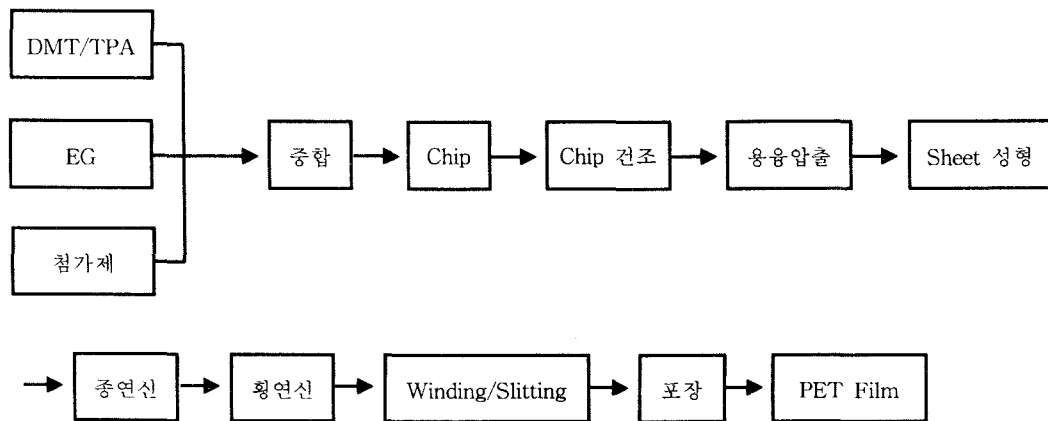 DMT/TPA
EG
첨가제
중합
Chip
Chip 건조
용융압출
Sheet 성형
종연신
횡연신
Winding/Slitting
포장
PET Film